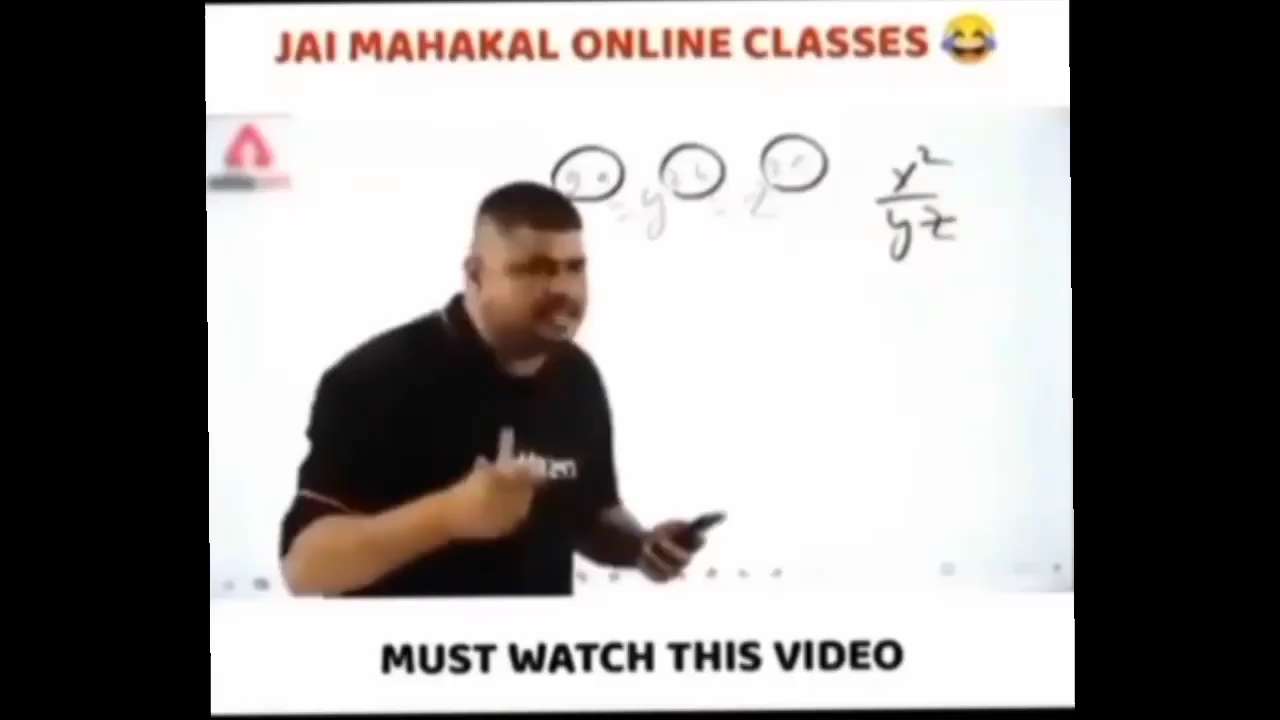 JAI MAHAKAL ONLINE CLASSES 😂
= y = z
x²
yz
MUST WATCH THIS VIDEO